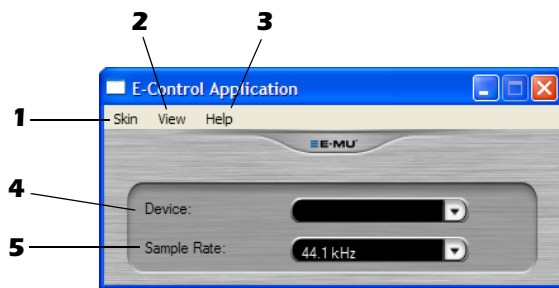 2 3
E-Control Application
1 Skin View Help
E-MU
4 Device:
5 Sample Rate: 44.1 kHz